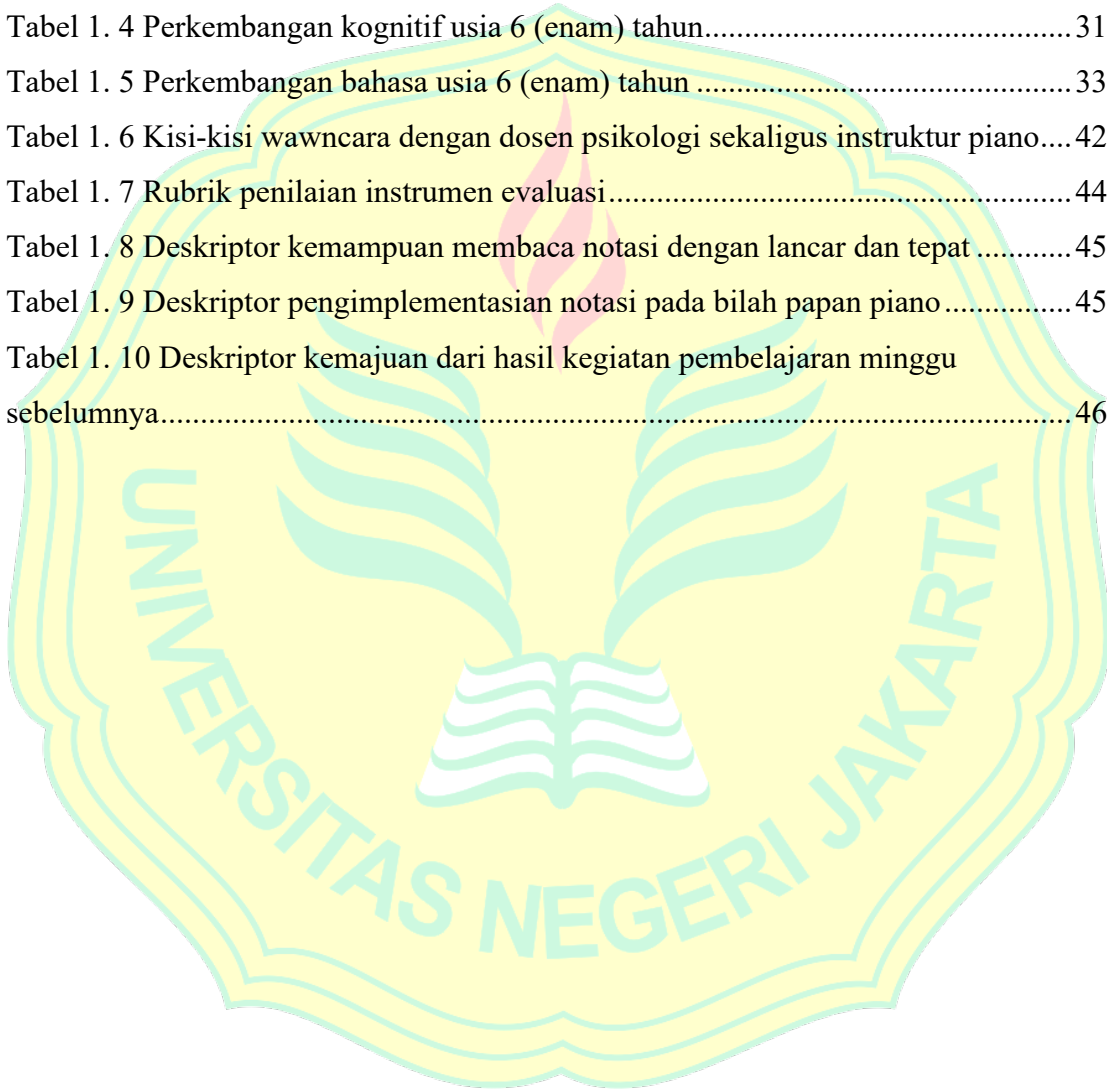 Tabel 1. 4 Perkembangan kognitif usia 6 (enam) tahun.................................... 31
Tabel 1. 5 Perkembangan bahasa usia 6 (enam) tahun ..................................... 33
Tabel 1. 6 Kisi-kisi wawncara dengan dosen psikologi sekaligus instruktur piano.... 42
Tabel 1. 7 Rubrik penilaian instrumen evaluasi............................................. 44
Tabel 1. 8 Deskriptor kemampuan membaca notasi dengan lancar dan tepat ............ 45
Tabel 1. 9 Deskriptor pengimplementasian notasi pada bilah papan piano............... 45
Tabel 1. 10 Deskriptor kemajuan dari hasil kegiatan pembelajaran minggu
sebelumnya........................................................................................... 46
UNIVERSITAS NEGERI JAKARTA